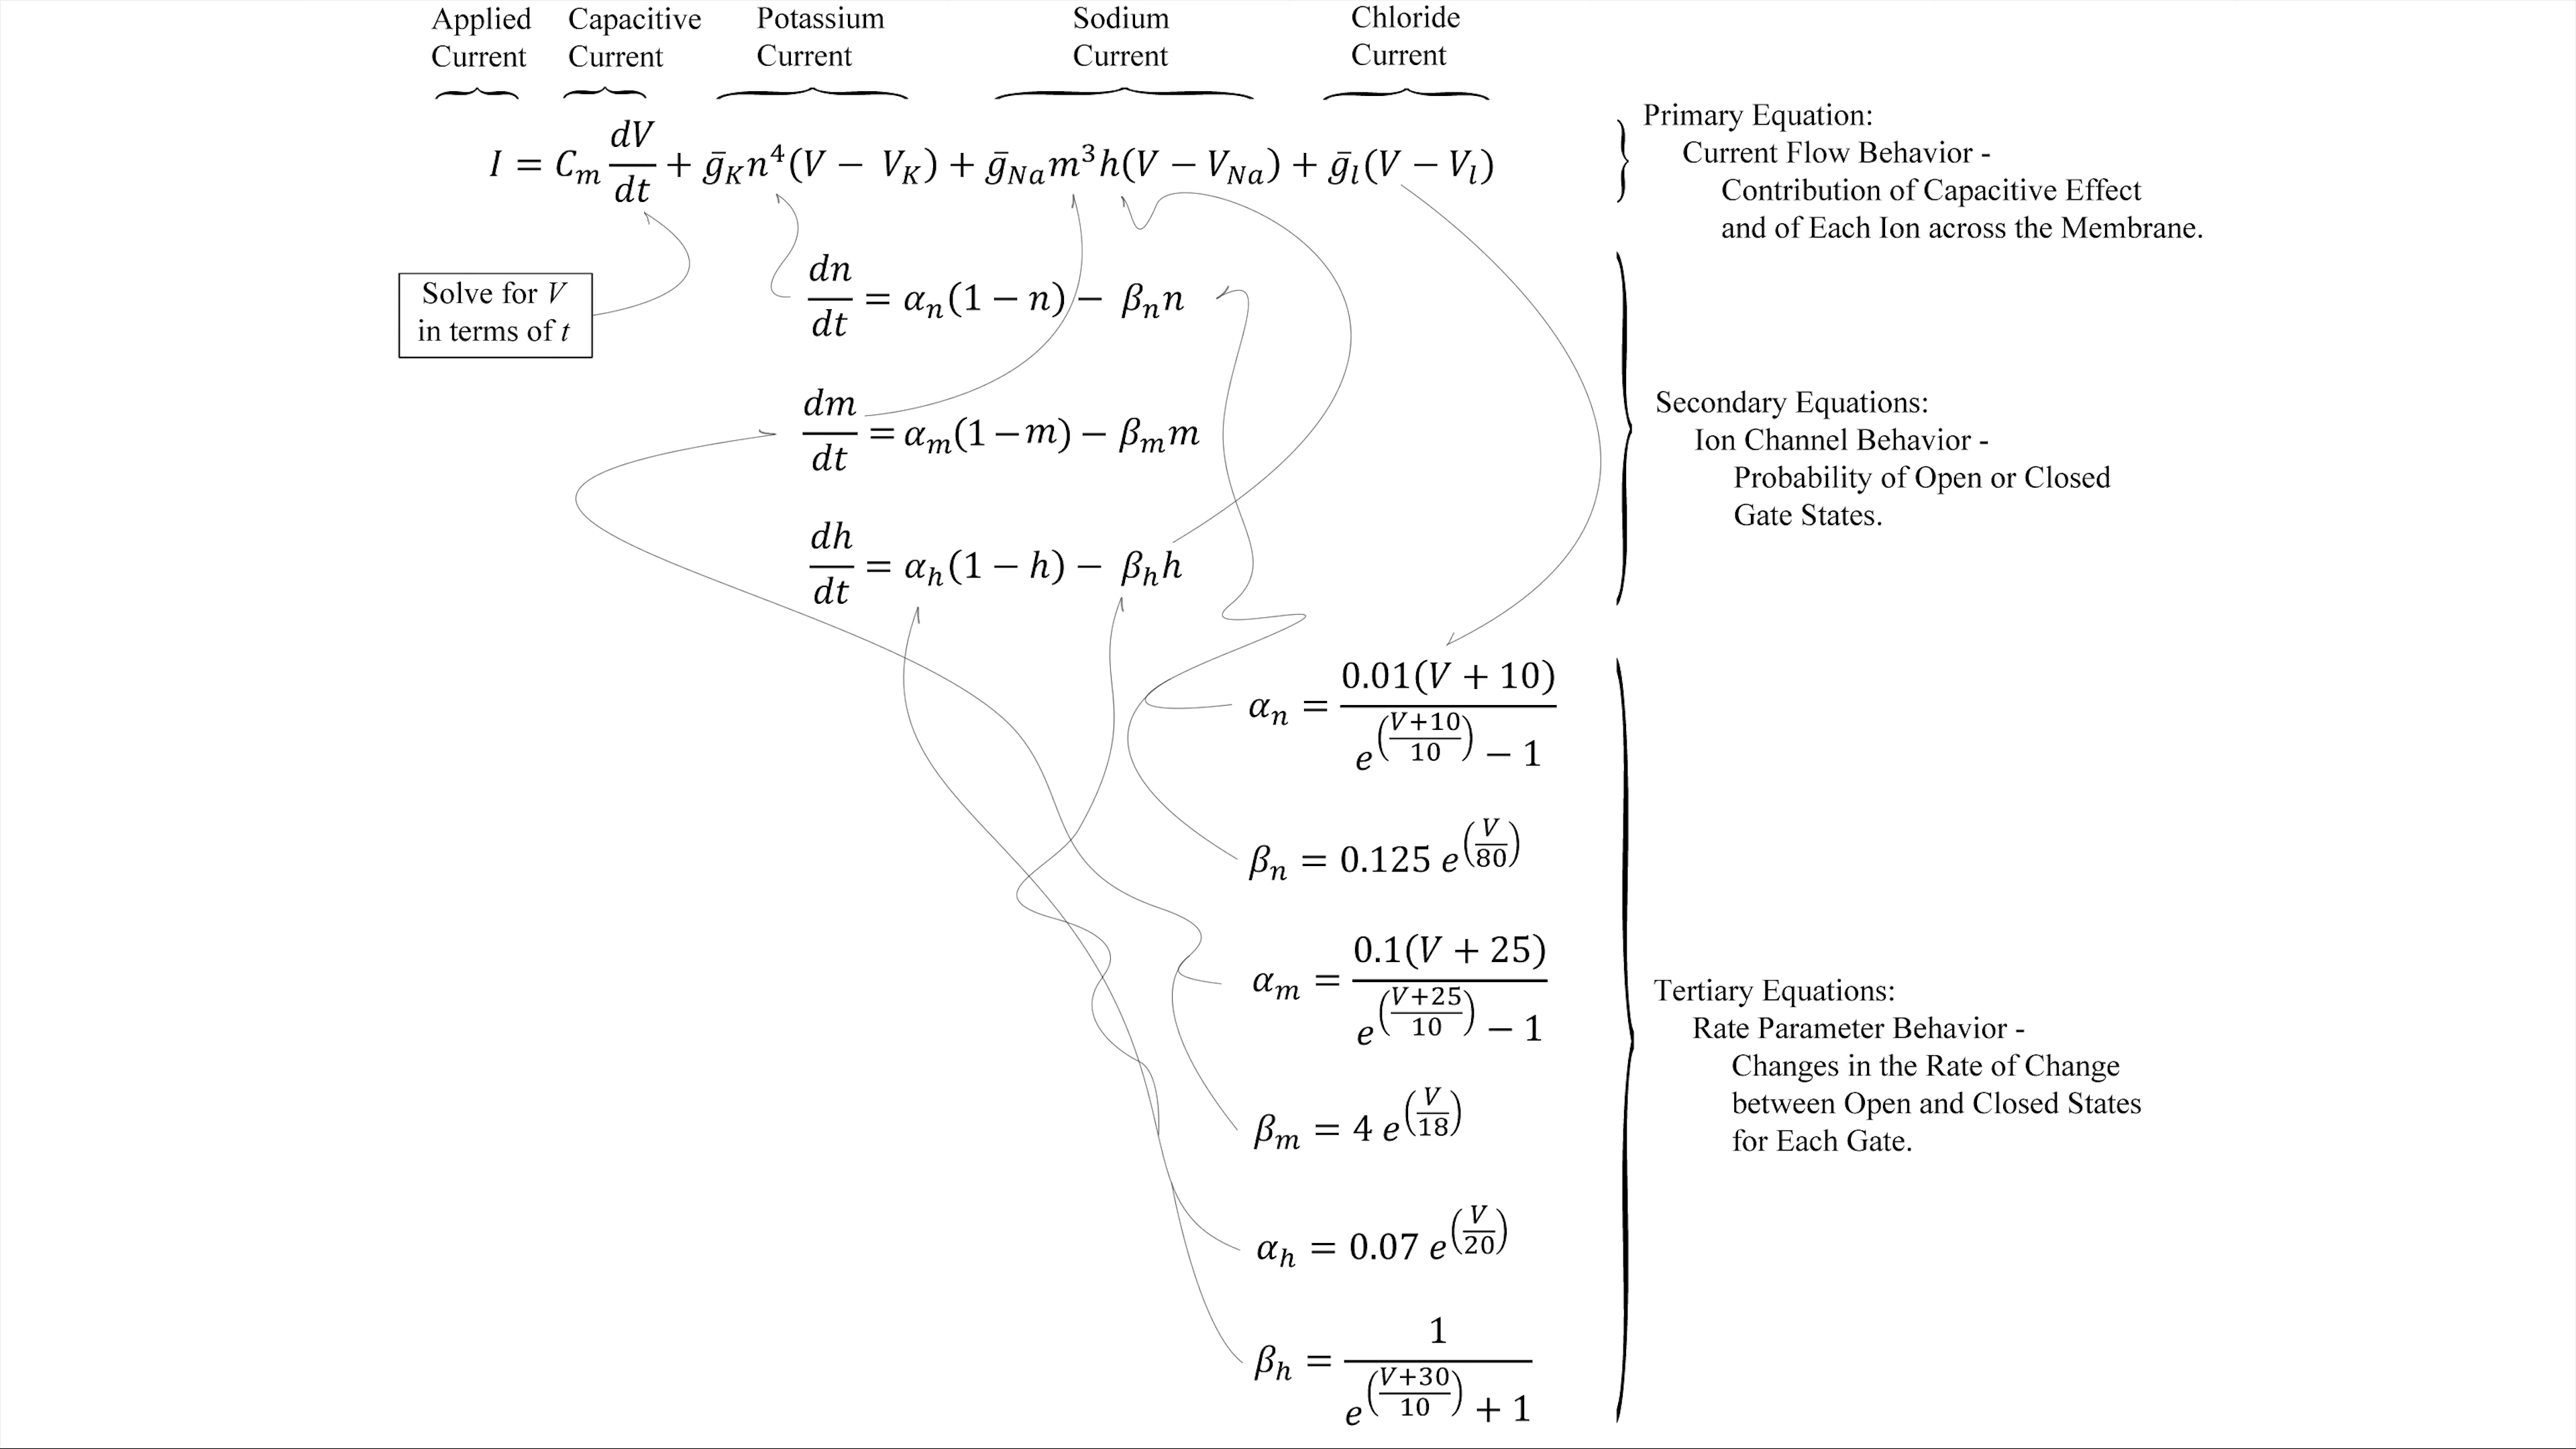 Applied Capacitive Potassium Sodium Chloride
Current Current Current Current Current
I = C_m dV/dt + ḡ_K n⁴(V − V_K) + ḡ_Na m³h(V − V_Na) + ḡ_l(V − V_l)
Primary Equation:
Current Flow Behavior -
Contribution of Capacitive Effect
and of Each Ion across the Membrane.
Solve for V
in terms of t
dn/dt = α_n(1 − n) − β_n n
dm/dt = α_m(1 − m) − β_m m
dh/dt = α_h(1 − h) − β_h h
Secondary Equations:
Ion Channel Behavior -
Probability of Open or Closed
Gate States.
α_n = 0.01(V + 10) / (e^((V+10)/10) − 1)
β_n = 0.125 e^(V/80)
α_m = 0.1(V + 25) / (e^((V+25)/10) − 1)
β_m = 4 e^(V/18)
α_h = 0.07 e^(V/20)
β_h = 1 / (e^((V+30)/10) + 1)
Tertiary Equations:
Rate Parameter Behavior -
Changes in the Rate of Change
between Open and Closed States
for Each Gate.